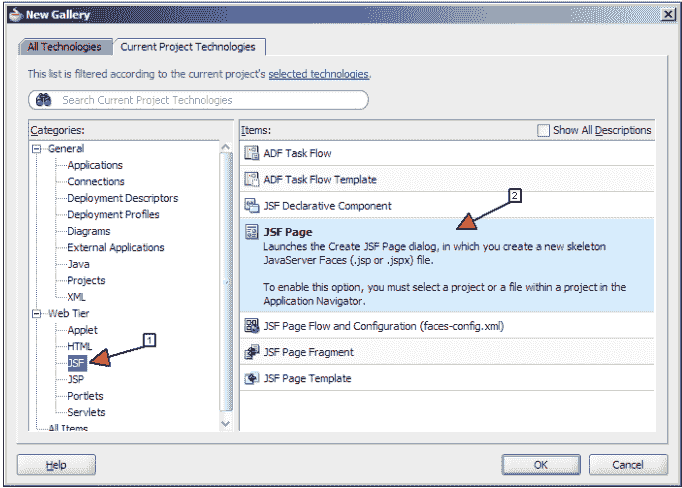 New Gallery
All Technologies
Current Project Technologies
This list is filtered according to the current project's selected technologies.
Search Current Project Technologies
Categories:
General
Applications
Connections
Deployment Descriptors
Deployment Profiles
Diagrams
External Applications
Java
Projects
XML
Web Tier
Applet
HTML
JSF
JSP
Portlets
Servlets
All Items
1
Items:
Show All Descriptions
ADF Task Flow
ADF Task Flow Template
JSF Declarative Component
2
JSF Page
Launches the Create JSF Page dialog, in which you create a new skeleton
JavaServer Faces (.jsp or .jspx) file.
To enable this option, you must select a project or a file within a project in the
Application Navigator.
JSF Page Flow and Configuration (faces-config.xml)
JSF Page Fragment
JSF Page Template
Help
OK
Cancel